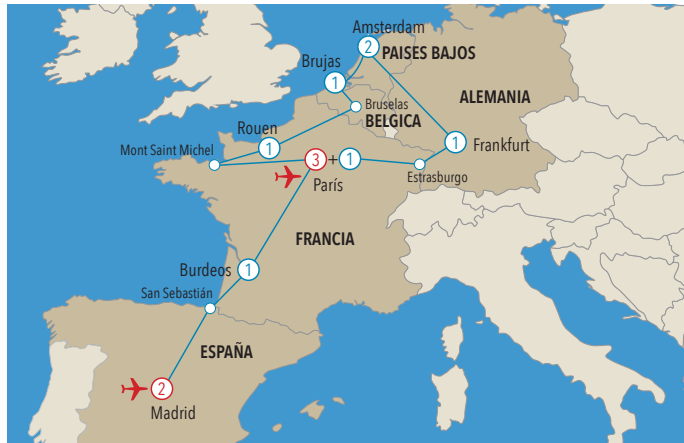 Amsterdam
2
PAISES BAJOS
Brujas
1
ALEMANIA
Bruselas
BELGICA
Rouen
1
1
Frankfurt
Mont Saint Michel
3+1
Estrasburgo
París
FRANCIA
Burdeos
1
San Sebastián
ESPAÑA
2
Madrid